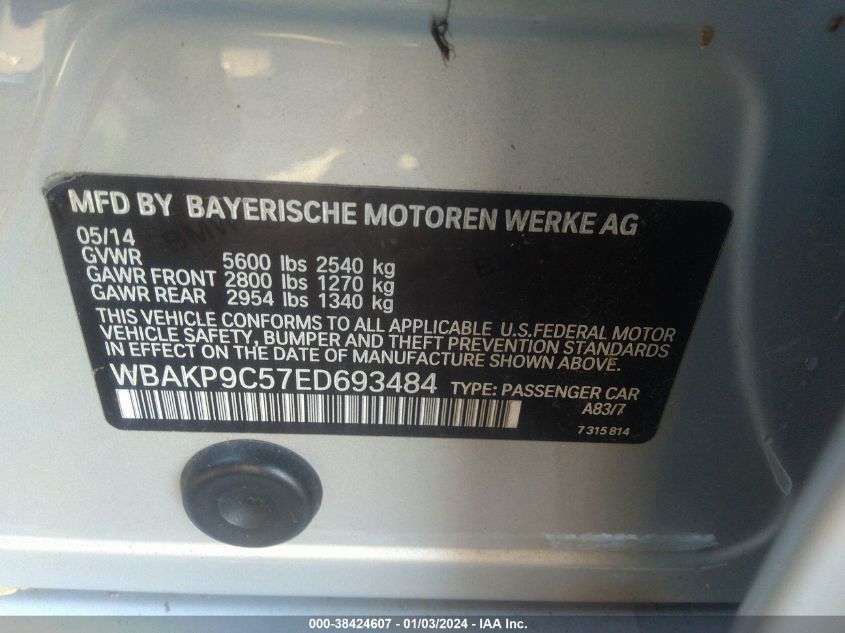 MFD BY BAYERISCHE MOTOREN WERKE AG
05/14
GVWR 5600 lbs 2540 kg
GAWR FRONT 2800 lbs 1270 kg
GAWR REAR 2954 lbs 1340 kg
THIS VEHICLE CONFORMS TO ALL APPLICABLE U.S.FEDERAL MOTOR
VEHICLE SAFETY, BUMPER AND THEFT PREVENTION STANDARDS
IN EFFECT ON THE DATE OF MANUFACTURE SHOWN ABOVE.
WBAKP9C57ED693484 TYPE: PASSENGER CAR
A83/7
7315814
000-38424607 - 01/03/2024 - IAA Inc.